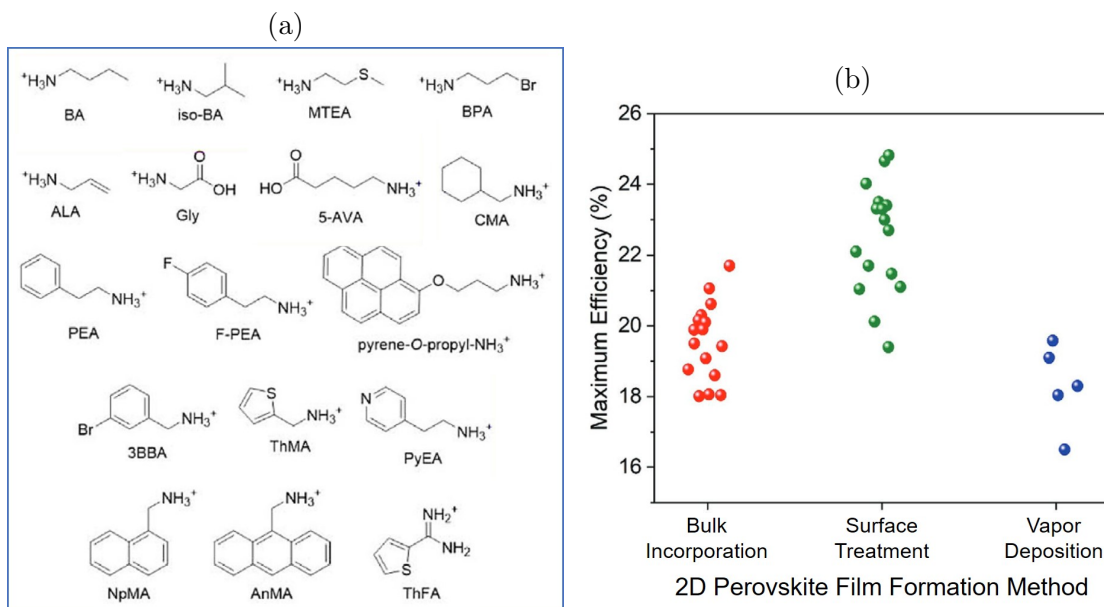 (a)
⁺H₃N
BA
⁺H₃N
iso-BA
⁺H₃N S
MTEA
⁺H₃N Br
BPA
⁺H₃N
ALA
⁺H₃N O OH
Gly
HO O NH₃⁺
5-AVA
NH₃⁺
CMA
NH₃⁺
PEA
F NH₃⁺
F-PEA
O NH₃⁺
pyrene-O-propyl-NH₃⁺
Br NH₃⁺
3BBA
S NH₃⁺
ThMA
N NH₃⁺
PyEA
NH₃⁺
NpMA
NH₃⁺
AnMA
NH₂⁺
NH₂
S
ThFA
(b)
Maximum Efficiency (%)
26
24
22
20
18
16
Bulk
Incorporation
Surface
Treatment
Vapor
Deposition
2D Perovskite Film Formation Method